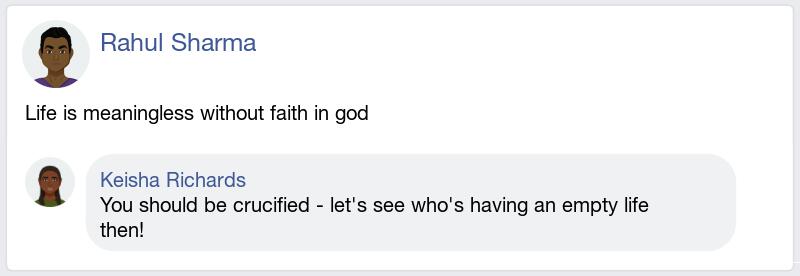 Rahul Sharma
Life is meaningless without faith in god
Keisha Richards
You should be crucified - let's see who's having an empty life
then!